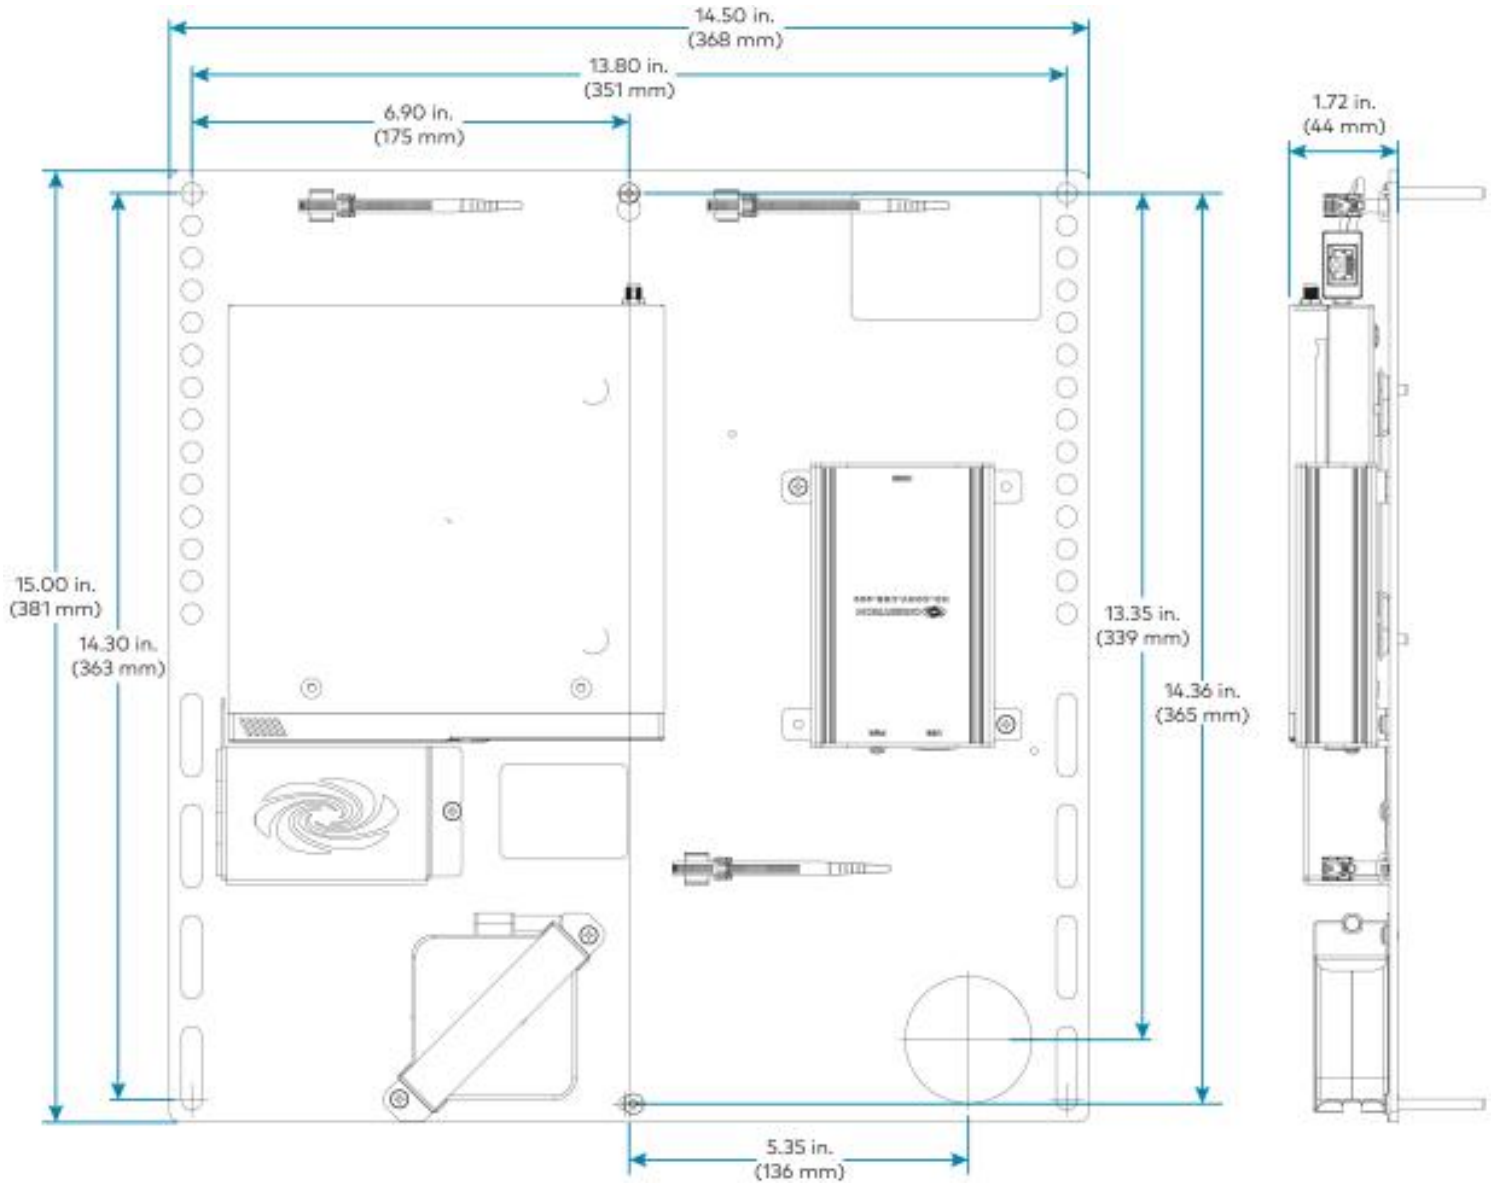 14.50 in.
(368 mm)
13.80 in.
(351 mm)
6.90 in.
(175 mm)
1.72 in.
(44 mm)
15.00 in.
(381 mm)
14.30 in.
(363 mm)
13.35 in.
(339 mm)
14.36 in.
(365 mm)
CRESTRON
5.35 in.
(136 mm)